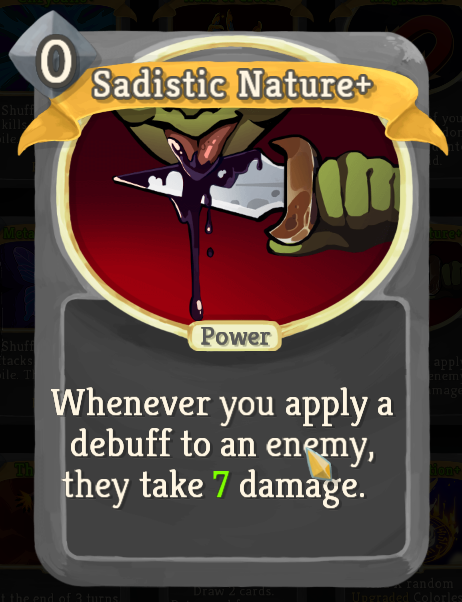 0
Sadistic Nature+
Power
Whenever you apply a
debuff to an enemy,
they take 7 damage.
Draw 2 cards.